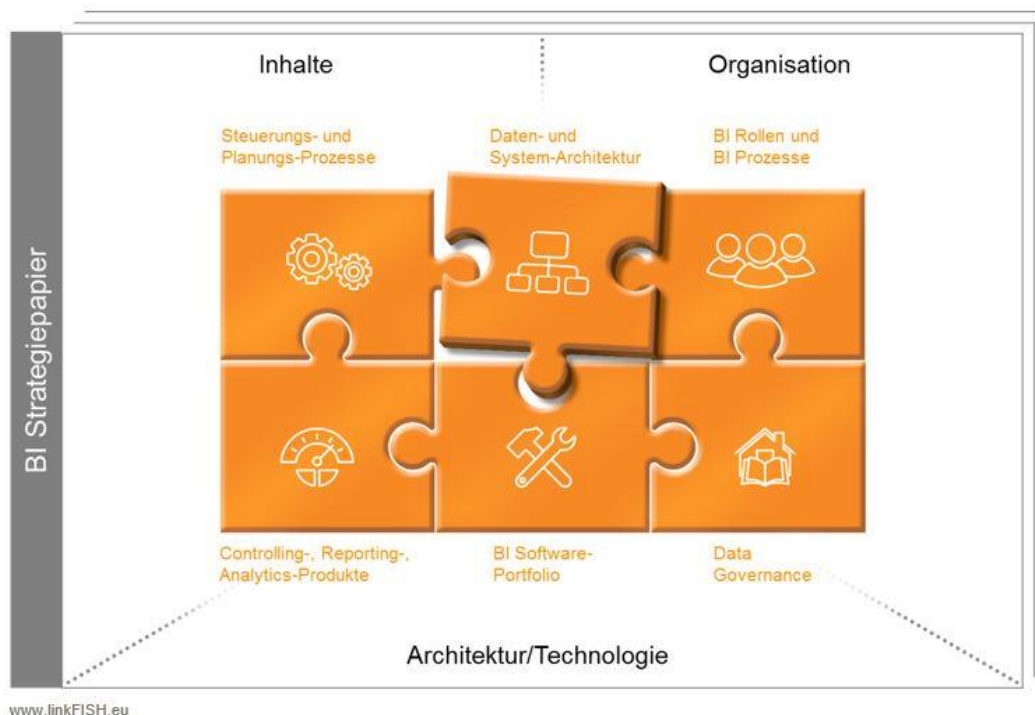 Inhalte
Organisation
Steuerungs- und
Planungs-Prozesse
Daten- und
System-Architektur
BI Rollen und
BI Prozesse
BI Strategiepapier
Controlling-, Reporting-,
Analytics-Produkte
BI Software-
Portfolio
Data
Governance
Architektur/Technologie
www.linkFISH.eu